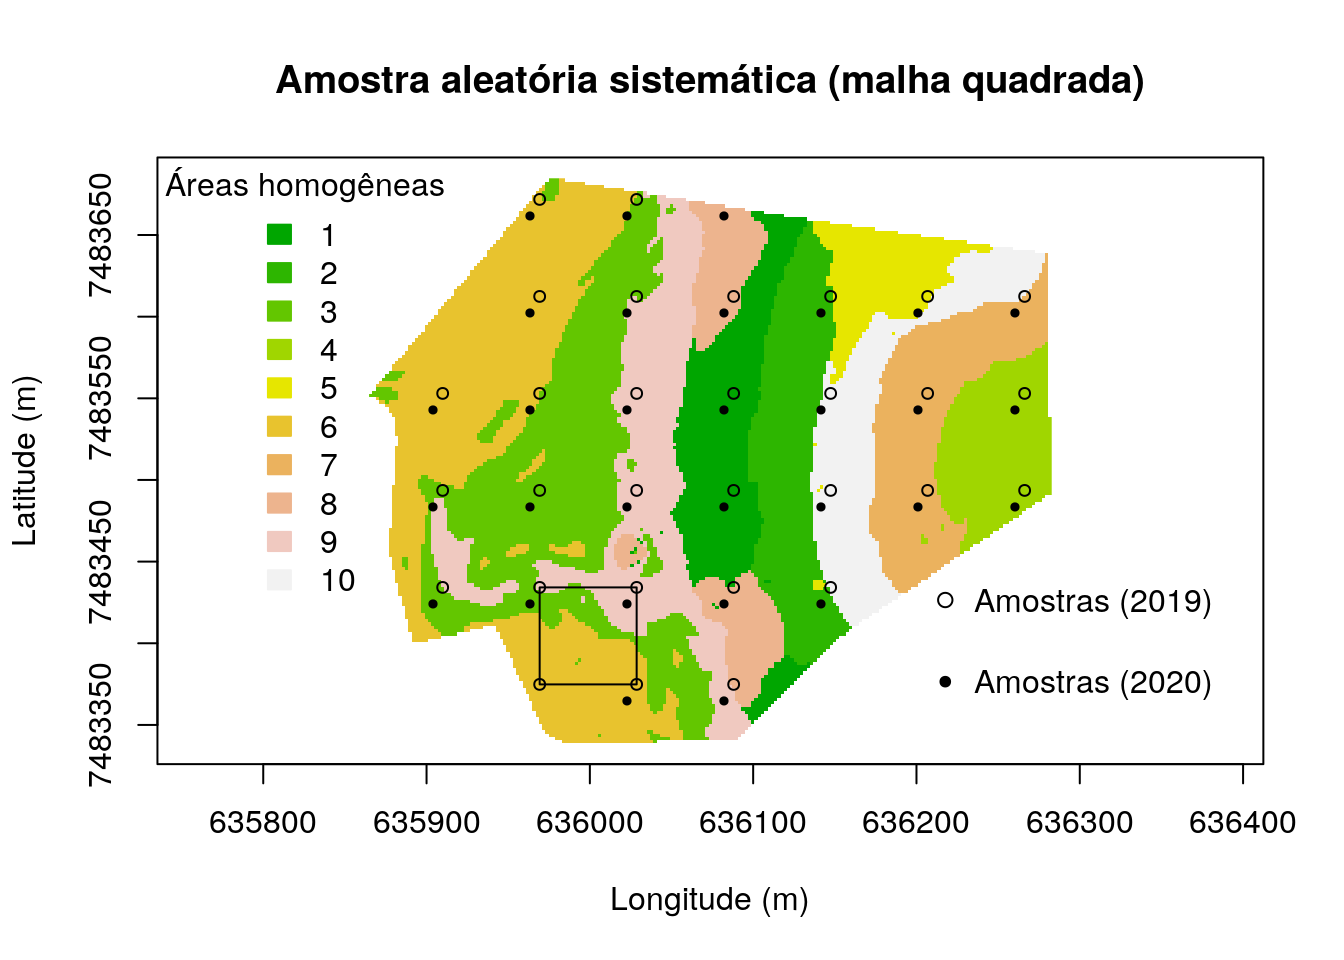 Amostra aleatória sistemática (malha quadrada)
Áreas homogêneas
1
2
3
4
5
6
7
8
9
10
Amostras (2019)
Amostras (2020)
Latitude (m)
7483650
7483550
7483450
7483350
635800 635900 636000 636100 636200 636300 636400
Longitude (m)